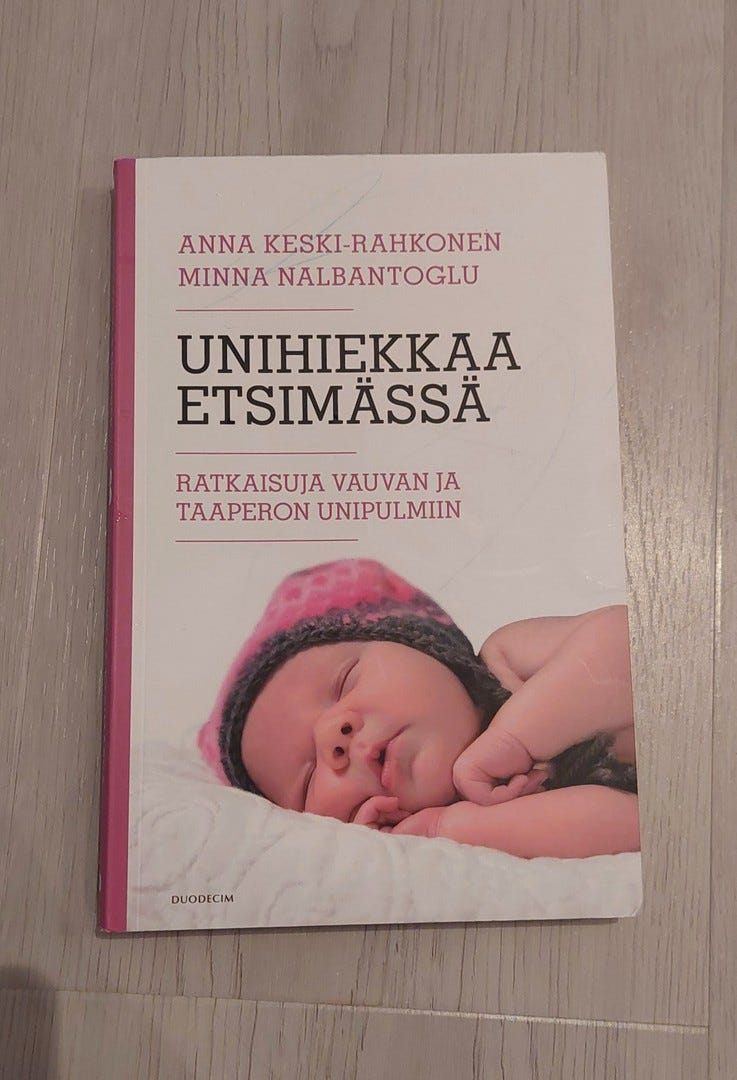 ANNA KESKI-RAHKONEN
MINNA NALBANTOGLU
UNIHIEKKAA
ETSIMÄSSÄ
RATKAISUJA VAUVAN JA
TAAPERON UNIPULMIIN
DUODECIM